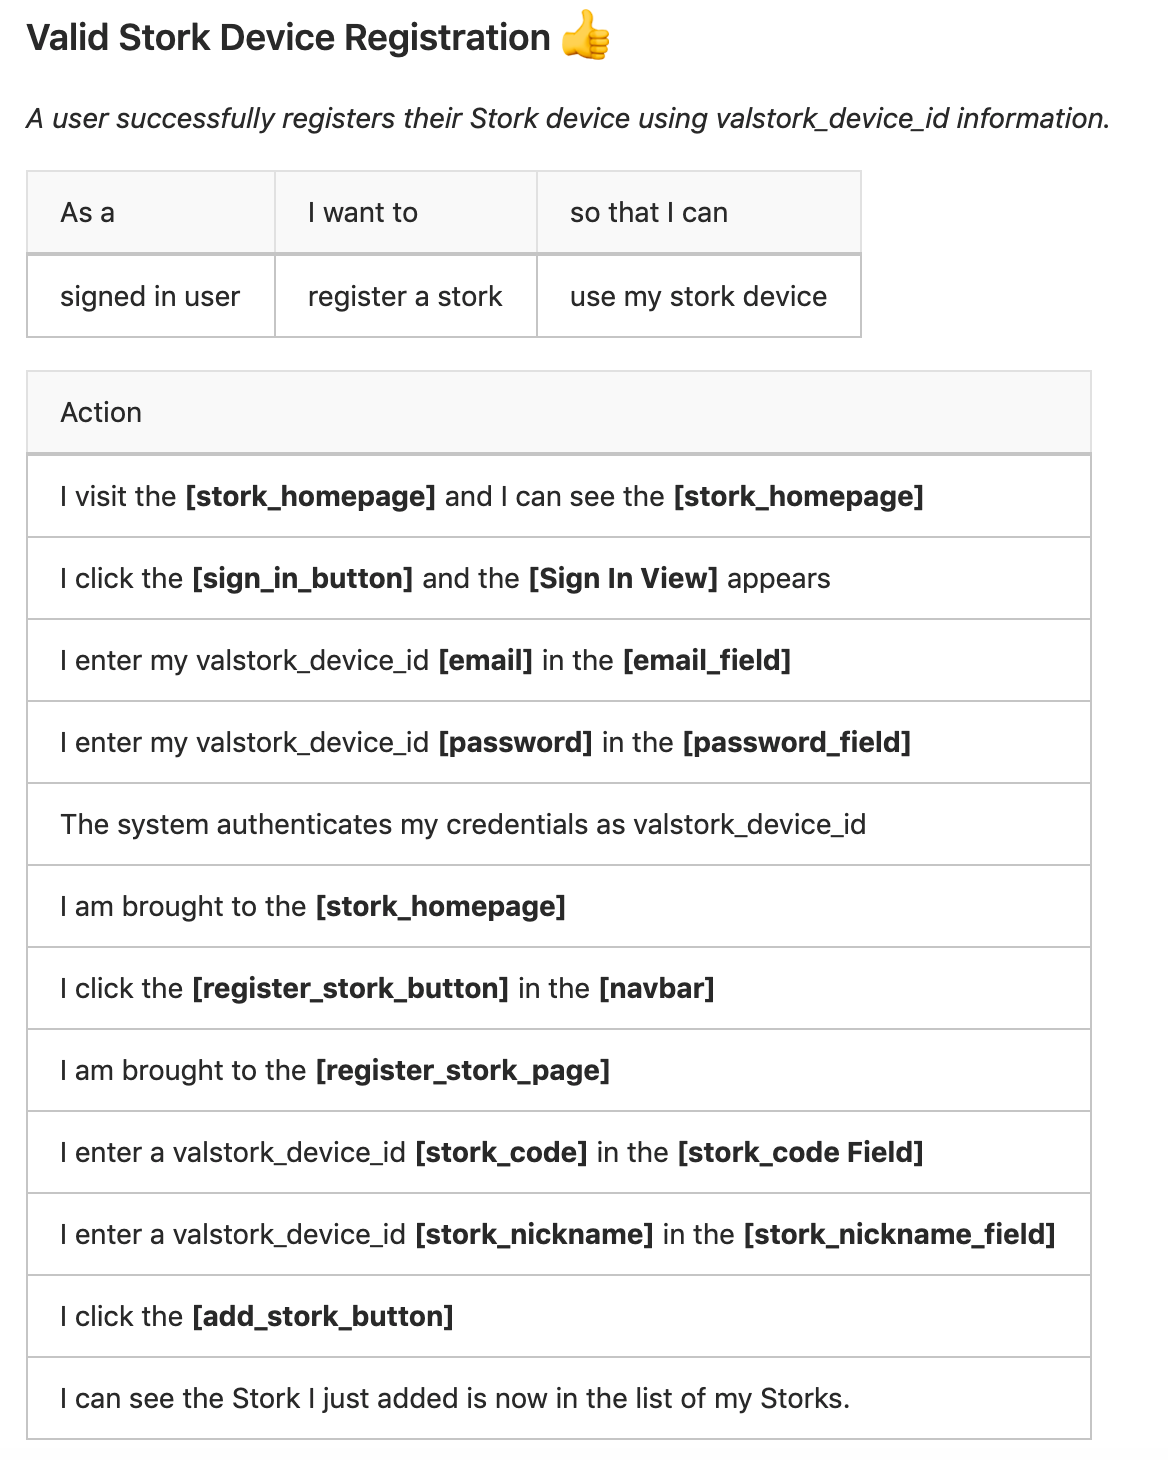 Valid Stork Device Registration 👍
A user successfully registers their Stork device using valstork_device_id information.
As a I want to so that I can
signed in user register a stork use my stork device
Action
I visit the [stork_homepage] and I can see the [stork_homepage]
I click the [sign_in_button] and the [Sign In View] appears
I enter my valstork_device_id [email] in the [email_field]
I enter my valstork_device_id [password] in the [password_field]
The system authenticates my credentials as valstork_device_id
I am brought to the [stork_homepage]
I click the [register_stork_button] in the [navbar]
I am brought to the [register_stork_page]
I enter a valstork_device_id [stork_code] in the [stork_code Field]
I enter a valstork_device_id [stork_nickname] in the [stork_nickname_field]
I click the [add_stork_button]
I can see the Stork I just added is now in the list of my Storks.